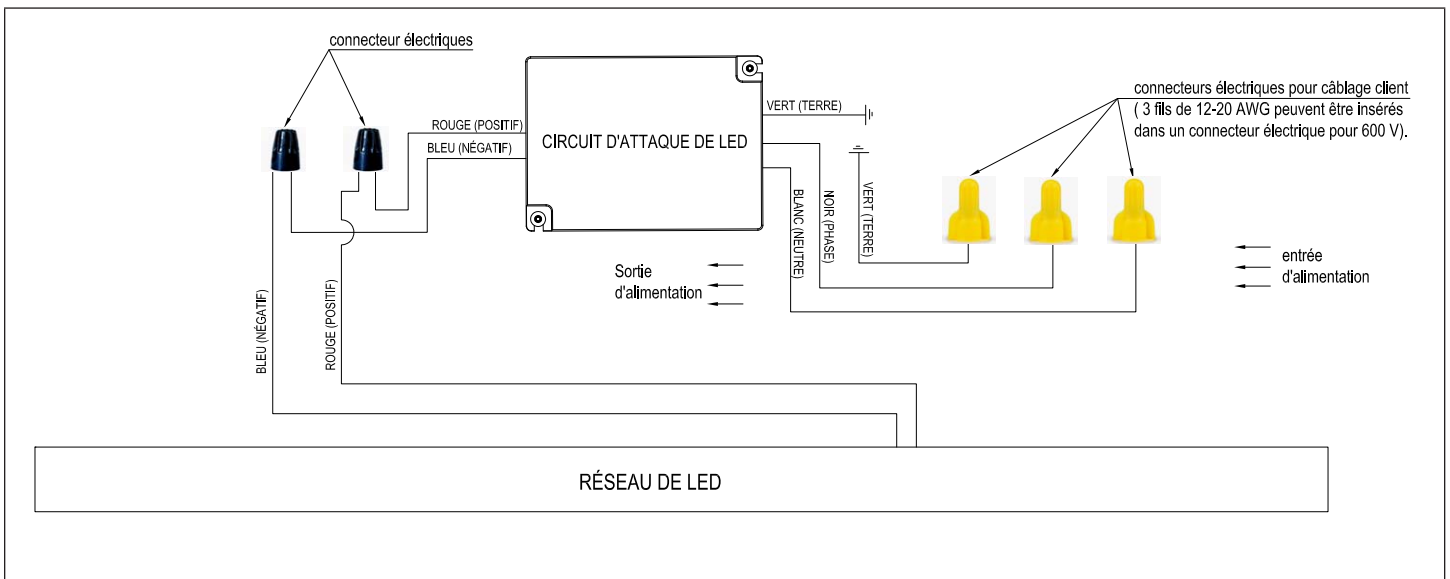 connecteur électriques
connecteurs électriques pour câblage client
( 3 fils de 12-20 AWG peuvent être insérés
dans un connecteur électrique pour 600 V).
VERT (TERRE)
ROUGE (POSITIF)
CIRCUIT D'ATTAQUE DE LED
BLEU (NÉGATIF)
BLANC (NEUTRE)
NOIR (PHASE)
VERT (TERRE)
Sortie
d'alimentation
entrée
d'alimentation
BLEU (NÉGATIF)
ROUGE (POSITIF)
RÉSEAU DE LED